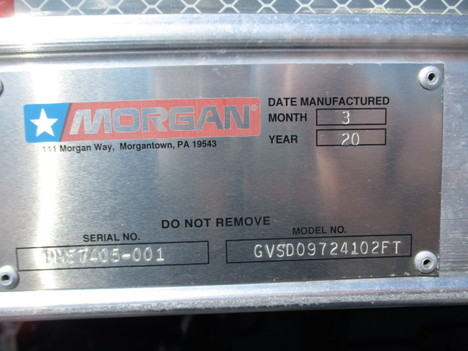 MORGAN®
111 Morgan Way, Morgantown, PA 19543
DATE MANUFACTURED
MONTH 3
YEAR 20
DO NOT REMOVE
SERIAL NO.
MODEL NO.
GVSD09724102FT